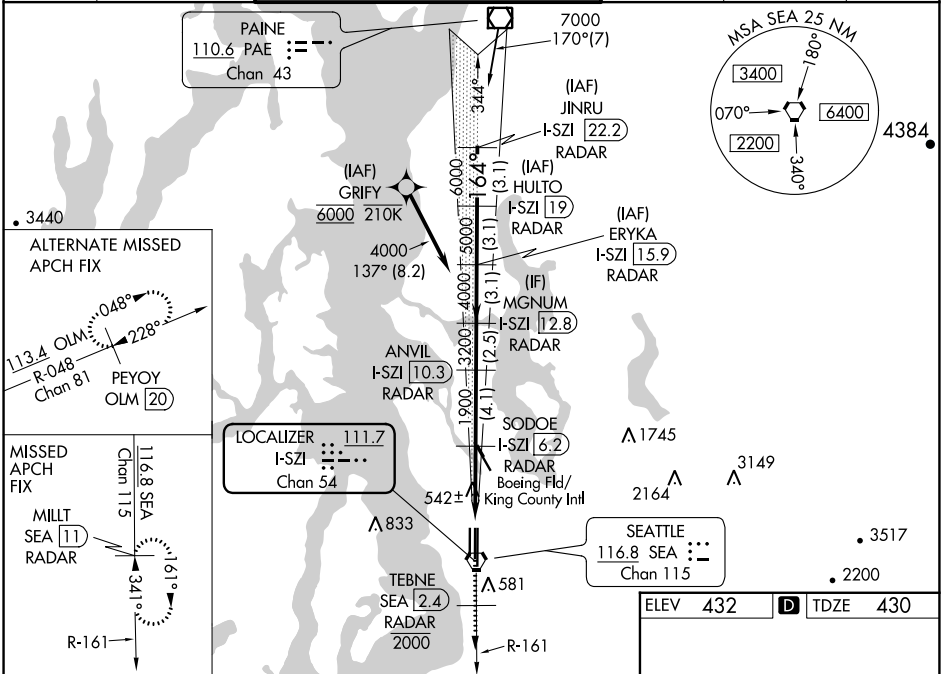 PAINE
110.6 PAE
Chan 43
7000
170°(7)
344°
MSA SEA 25 NM
180°
3400
070°
6400
2200
340°
4384
(IAF)
JINRU
I-SZI 22.2
RADAR
6000
164°
(3.1)
(IAF)
HULTO
I-SZI 19
RADAR
(IAF)
GRIFY
6000 210K
4000
137° (8.2)
5000
(3.1)
(IAF)
ERYKA
I-SZI 15.9
RADAR
4000
(3.1)
(IF)
MGNUM
I-SZI 12.8
RADAR
3200
(2.5)
ANVIL
I-SZI 10.3
RADAR
1900
(4.1)
SODOE
I-SZI 6.2
RADAR
Boeing Fld/
King County Intl
3440
ALTERNATE MISSED
APCH FIX
048°
228°
113.4 OLM
R-048
Chan 81
PEYOY
OLM 20
LOCALIZER 111.7
I-SZI
Chan 54
542±
1745
2164
3149
833
MISSED
APCH
FIX
116.8 SEA
Chan 115
MILLT
SEA 11
RADAR
161°
341°
R-161
SEATTLE
116.8 SEA
Chan 115
3517
2200
TEBNE
SEA 2.4
RADAR
2000
581
R-161
ELEV 432 D TDZE 430